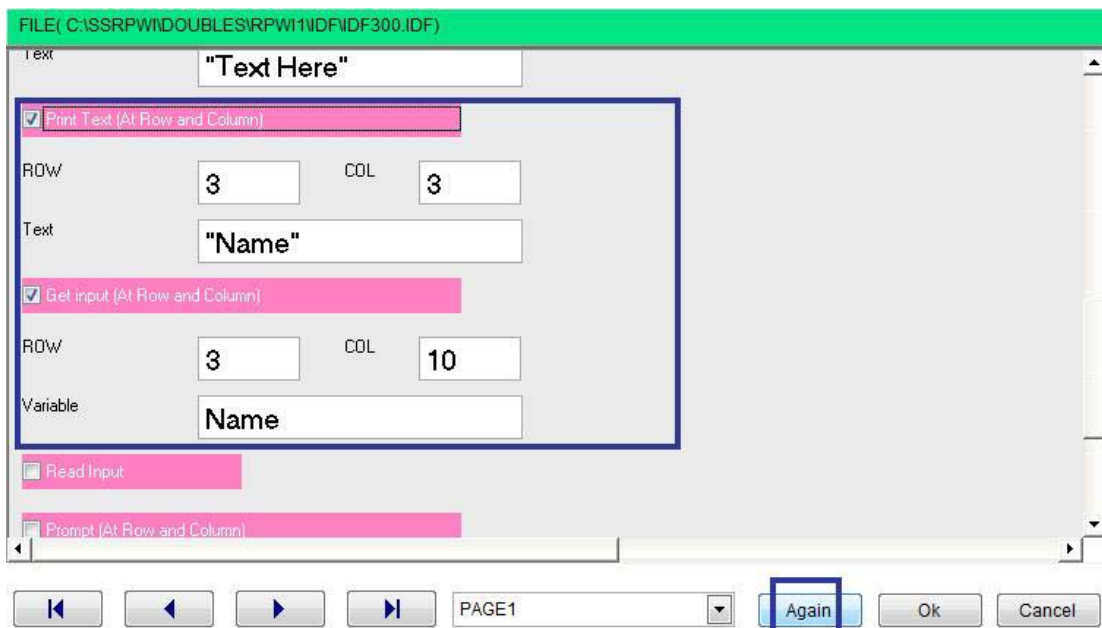 FILE( C:\SSRPWI\DOUBLES\RPWI1\IDF\IDF300.IDF)
Text "Text Here"
Print Text (At Row and Column)
ROW 3 COL 3
Text "Name"
Get input (At Row and Column)
ROW 3 COL 10
Variable Name
Read Input
Prompt (At Row and Column)
PAGE1 Again Ok Cancel